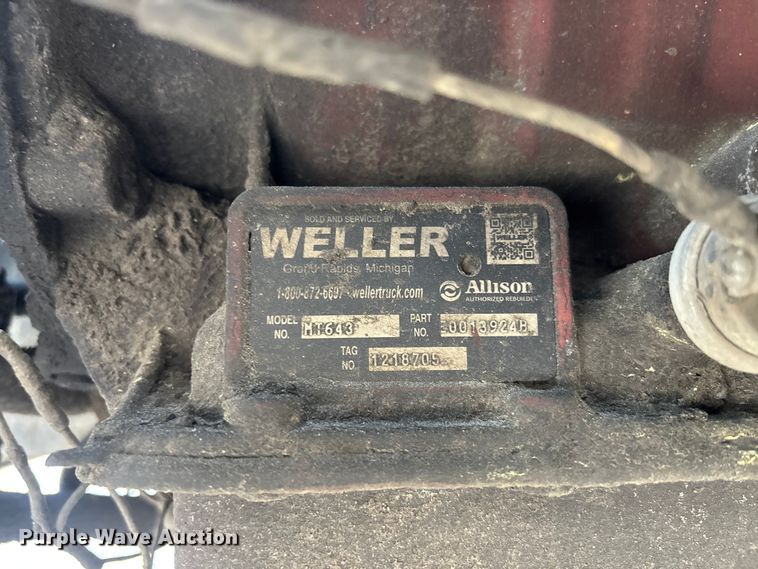 SOLD AND SERVICED BY
WELLER
Grand Rapids, Michigan
1-800-872-6697 • wellertruck.com
Allison
AUTHORIZED REBUILDER
MODEL NO. MT643 PART NO. 0013924B
TAG NO. 1218705
Purple Wave Auction